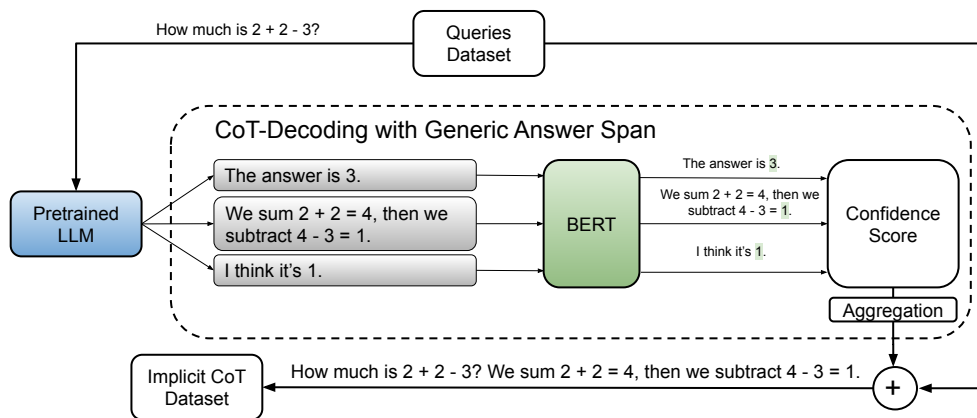 How much is 2 + 2 - 3?
Queries
Dataset
CoT-Decoding with Generic Answer Span
Pretrained
LLM
The answer is 3.
We sum 2 + 2 = 4, then we
subtract 4 - 3 = 1.
I think it's 1.
BERT
The answer is 3.
We sum 2 + 2 = 4, then we
subtract 4 - 3 = 1.
I think it's 1.
Confidence
Score
Aggregation
+
How much is 2 + 2 - 3? We sum 2 + 2 = 4, then we subtract 4 - 3 = 1.
Implicit CoT
Dataset